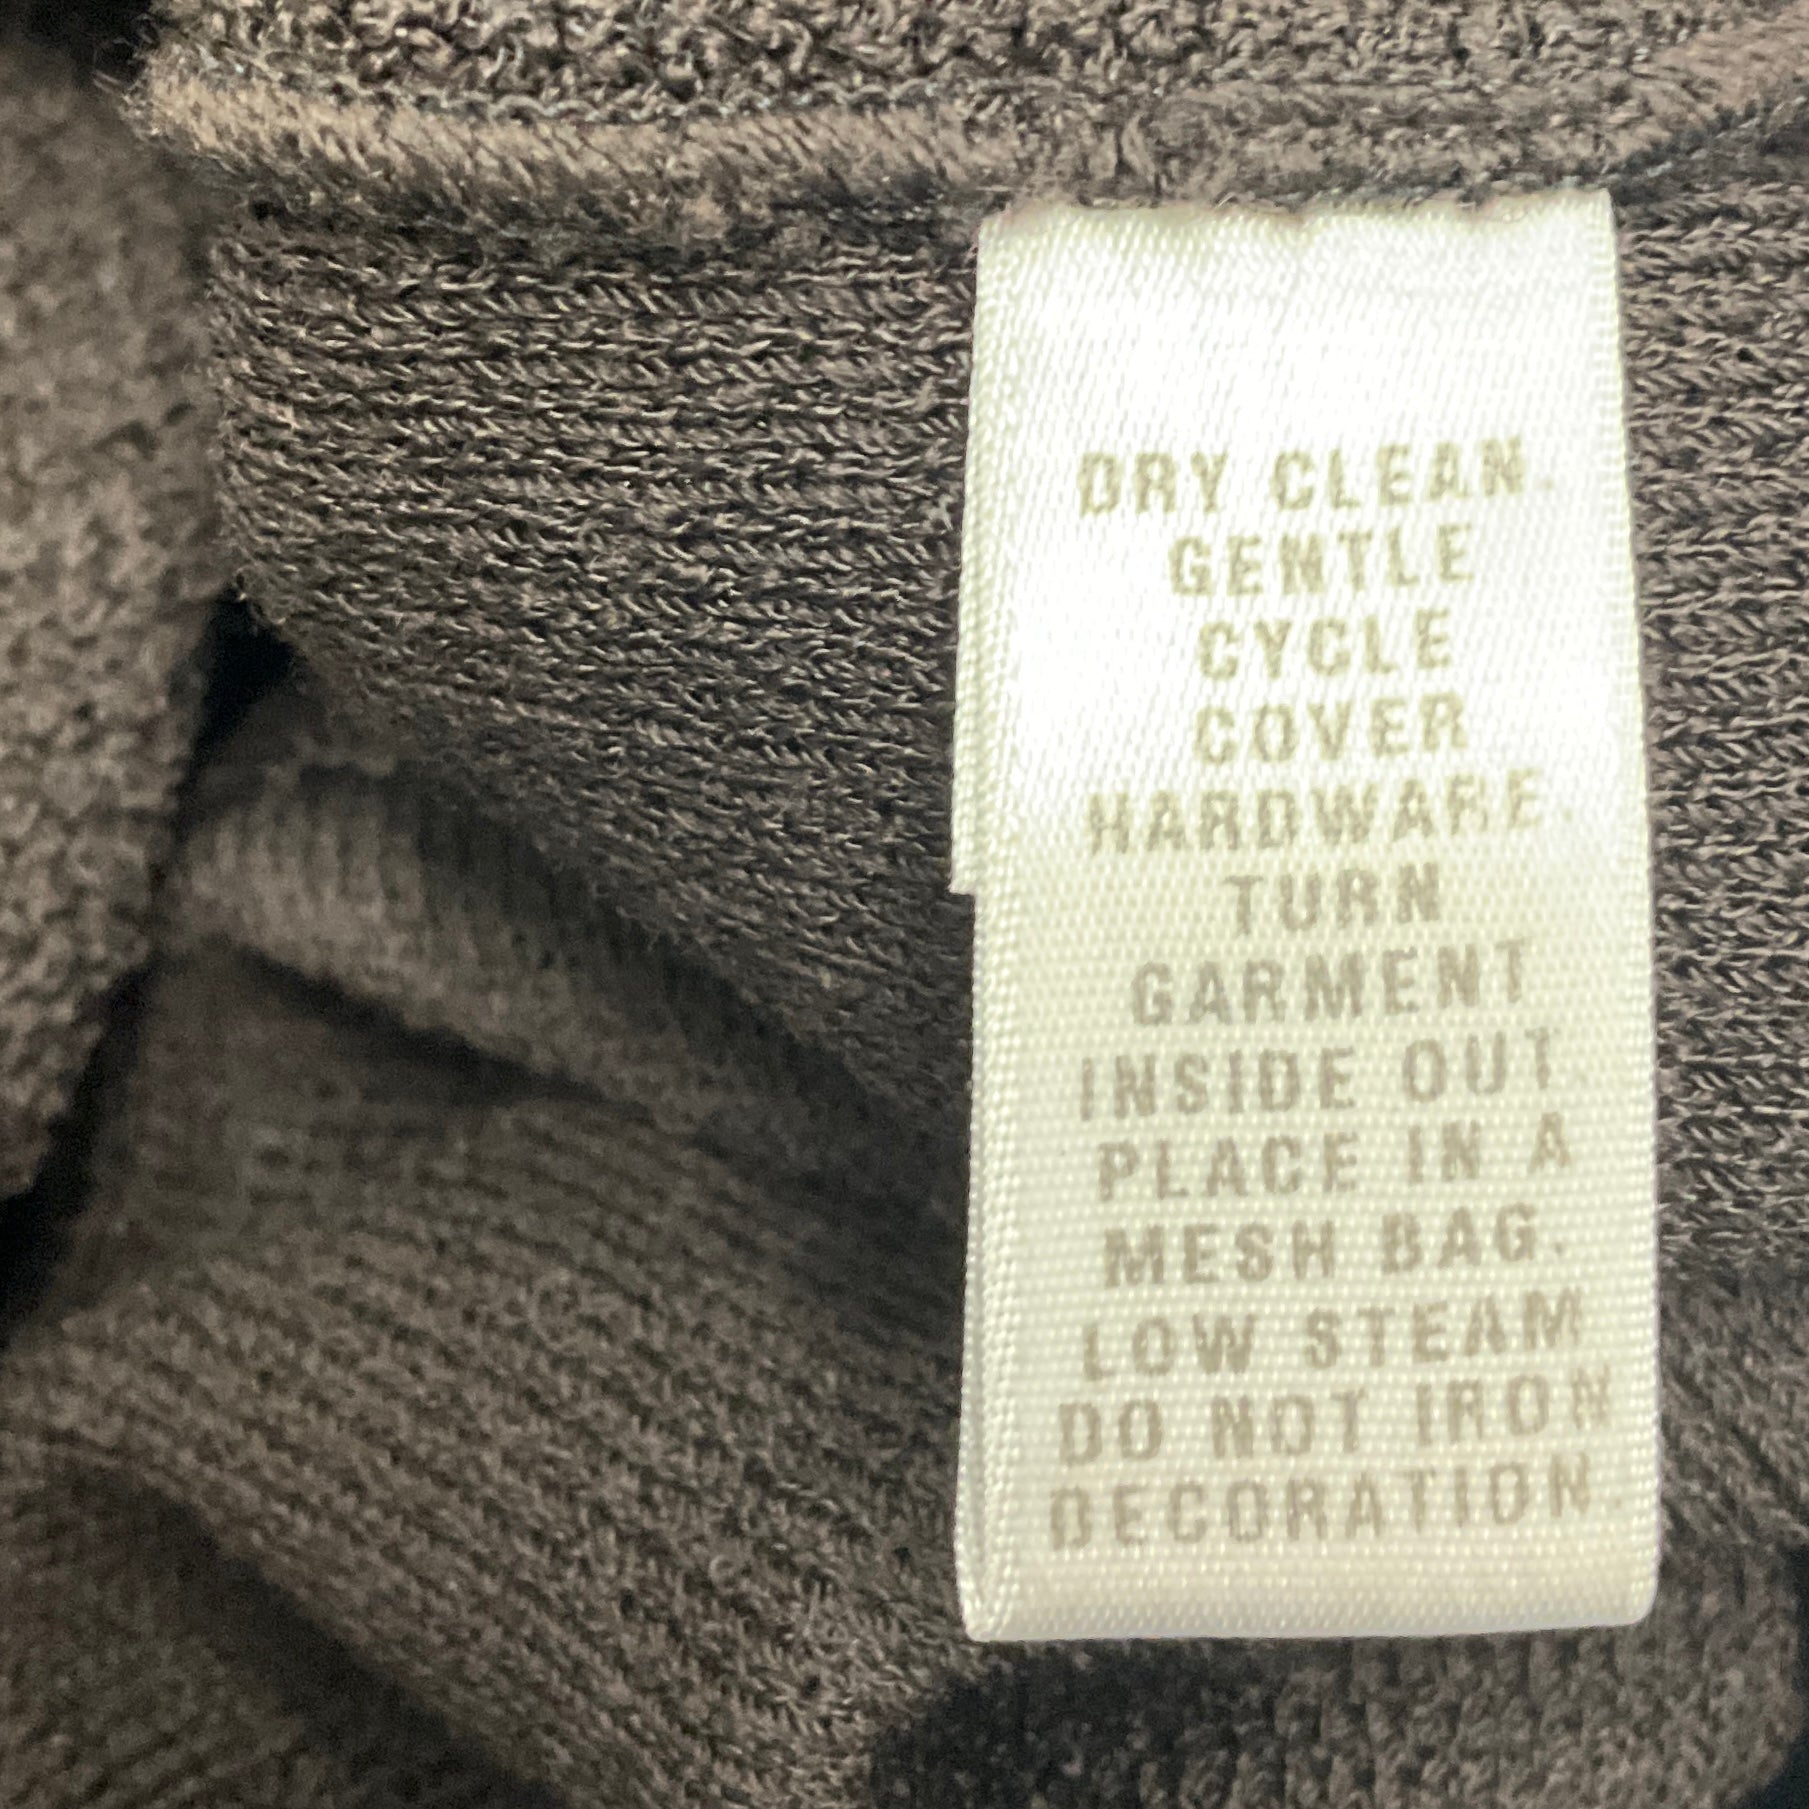 DRY CLEAN.
GENTLE
CYCLE
COVER
HARDWARE.
TURN
GARMENT
INSIDE OUT.
PLACE IN A
MESH BAG.
LOW STEAM
DO NOT IRON
DECORATION.